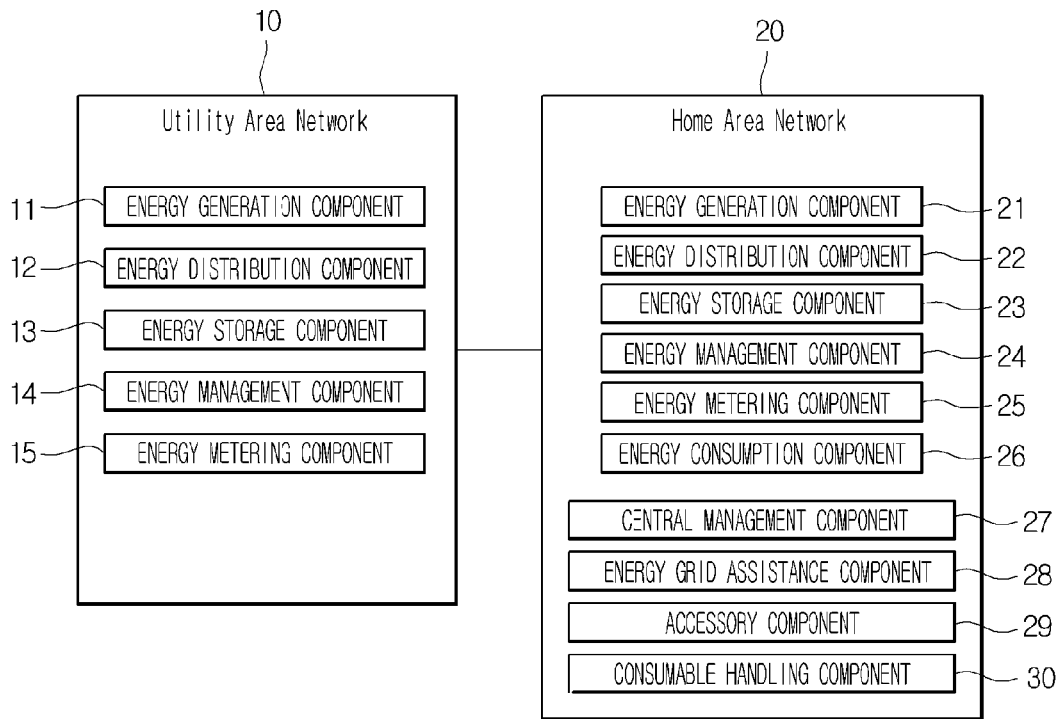 10
20
Utility Area Network
11
ENERGY GENERATION COMPONENT
12
ENERGY DISTRIBUTION COMPONENT
13
ENERGY STORAGE COMPONENT
14
ENERGY MANAGEMENT COMPONENT
15
ENERGY METERING COMPONENT
Home Area Network
ENERGY GENERATION COMPONENT
21
ENERGY DISTRIBUTION COMPONENT
22
ENERGY STORAGE COMPONENT
23
ENERGY MANAGEMENT COMPONENT
24
ENERGY METERING COMPONENT
25
ENERGY CONSUMPTION COMPONENT
26
CENTRAL MANAGEMENT COMPONENT
27
ENERGY GRID ASSISTANCE COMPONENT
28
ACCESSORY COMPONENT
29
CONSUMABLE HANDLING COMPONENT
30